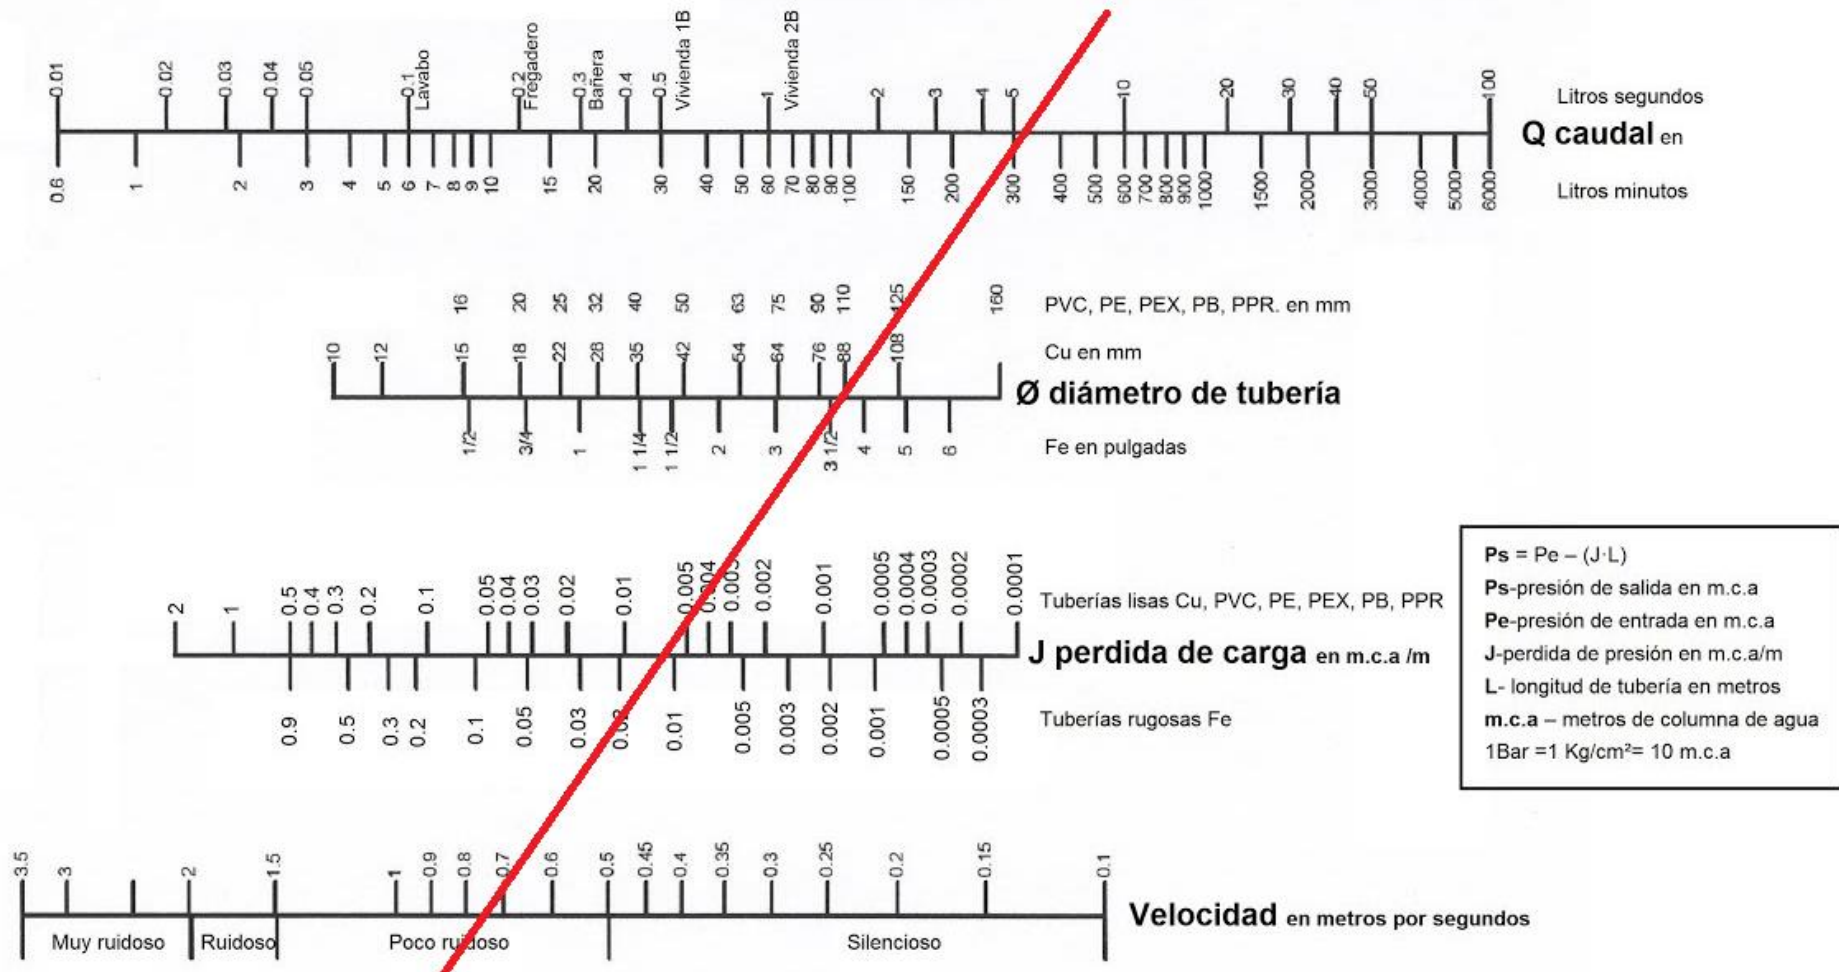 0.01 0.02 0.03 0.04 0.05 0.1 Lavabo 0.2 Fregadero 0.3 Bañera 0.4 0.5 Vivienda 1B 1 Vivienda 2B 2 3 4 5 10 20 30 40 50 100
Litros segundos
Q caudal en
0.6 1 2 3 4 5 6 7 8 9 10 15 20 30 40 50 60 70 80 90 100 150 200 300 400 500 600 700 800 900 1000 1500 2000 3000 4000 5000 6000
Litros minutos
16 20 25 32 40 50 63 75 90 110 125 160
PVC, PE, PEX, PB, PPR. en mm
10 12 15 18 22 28 35 42 54 64 76 88 108
Cu en mm
Ø diámetro de tubería
1/2 3/4 1 1 1/4 1 1/2 2 3 3 1/2 4 5 6
Fe en pulgadas
2 1 0.5 0.4 0.3 0.2 0.1 0.05 0.04 0.03 0.02 0.01 0.005 0.004 0.003 0.002 0.001 0.0005 0.0004 0.0003 0.0002 0.0001
Tuberías lisas Cu, PVC, PE, PEX, PB, PPR
J perdida de carga en m.c.a /m
0.9 0.5 0.3 0.2 0.1 0.05 0.03 0.02 0.01 0.005 0.003 0.002 0.001 0.0005 0.0003
Tuberías rugosas Fe
Ps = Pe – (J·L)
Ps-presión de salida en m.c.a
Pe-presión de entrada en m.c.a
J-perdida de presión en m.c.a/m
L- longitud de tubería en metros
m.c.a – metros de columna de agua
1Bar =1 Kg/cm²= 10 m.c.a
3.5 3 2 1.5 1 0.9 0.8 0.7 0.6 0.5 0.45 0.4 0.35 0.3 0.25 0.2 0.15 0.1
Velocidad en metros por segundos
Muy ruidoso Ruidoso Poco ruidoso Silencioso